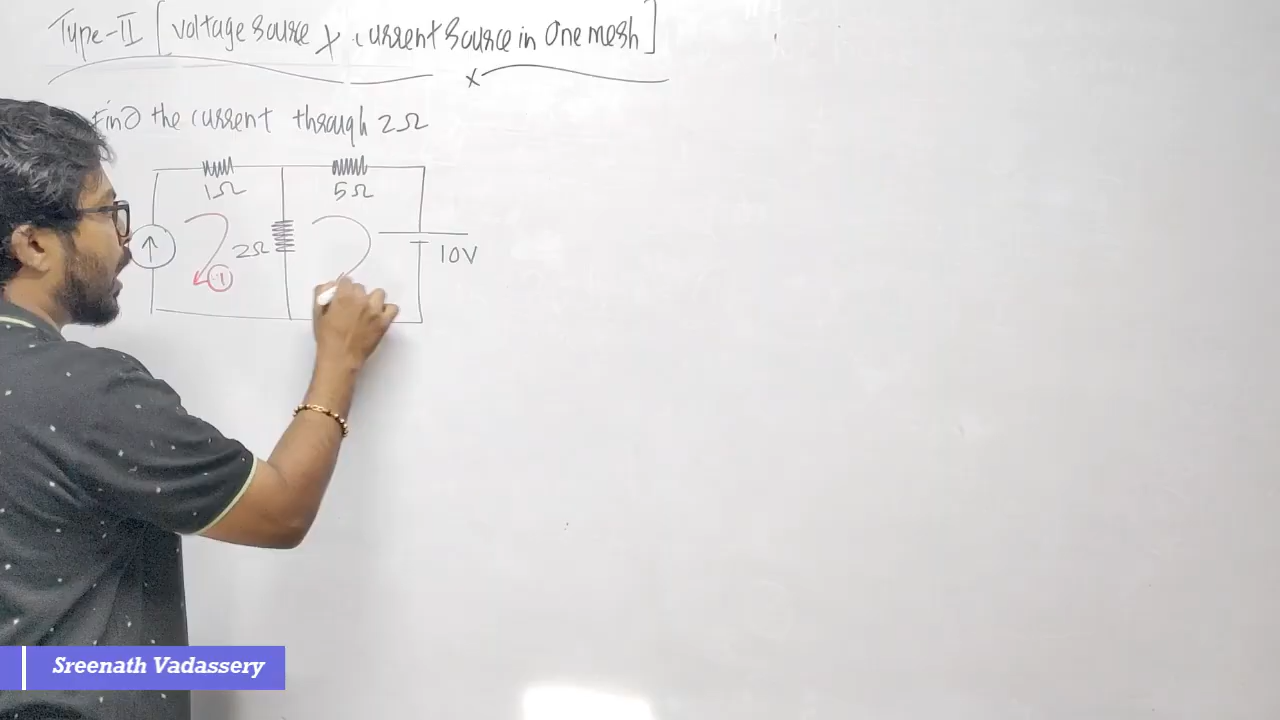 Type-II [voltage source & current source in One mesh]
Find the current through 2Ω
1Ω
5Ω
2Ω
10V
Sreenath Vadassery